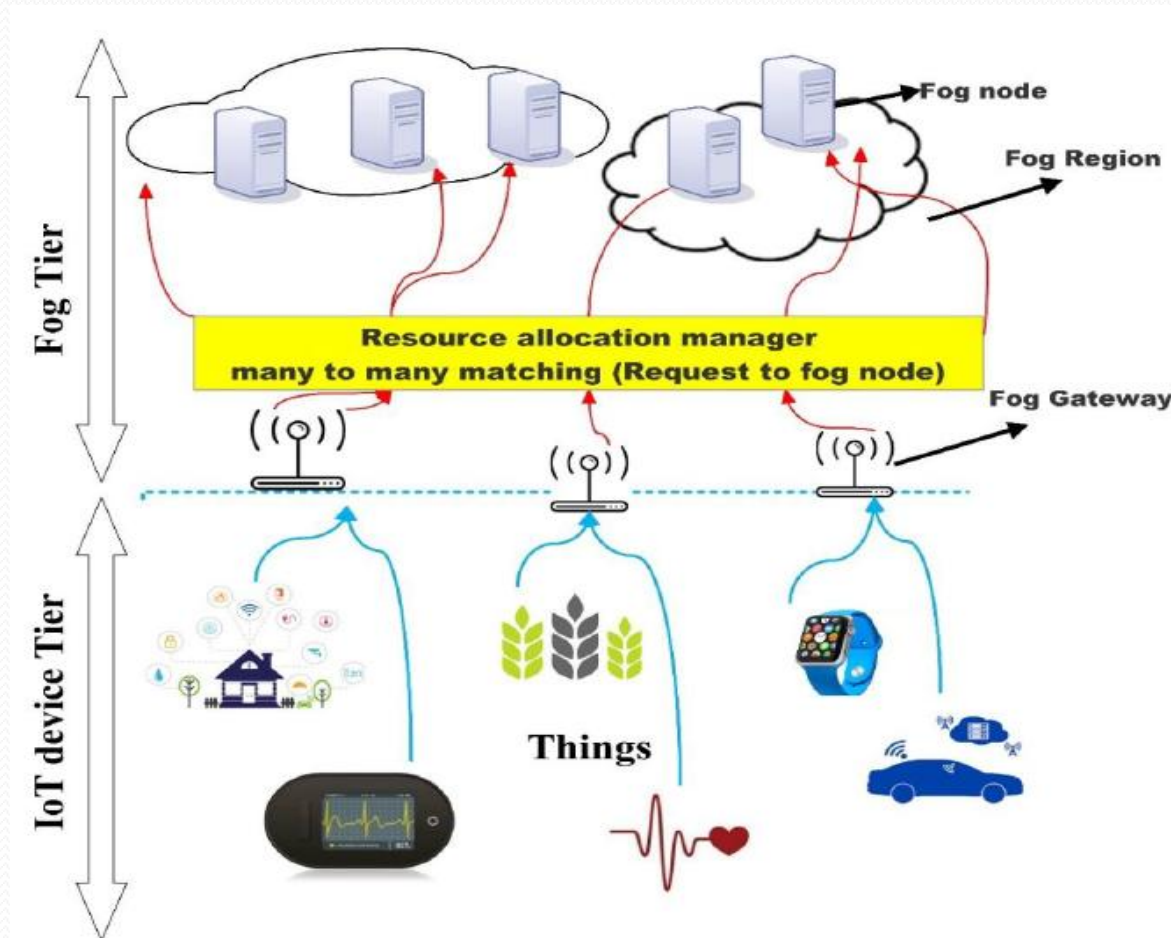 Fog node
Fog Region
Fog Tier
Resource allocation manager
many to many matching (Request to fog node)
Fog Gateway
IoT device Tier
Things